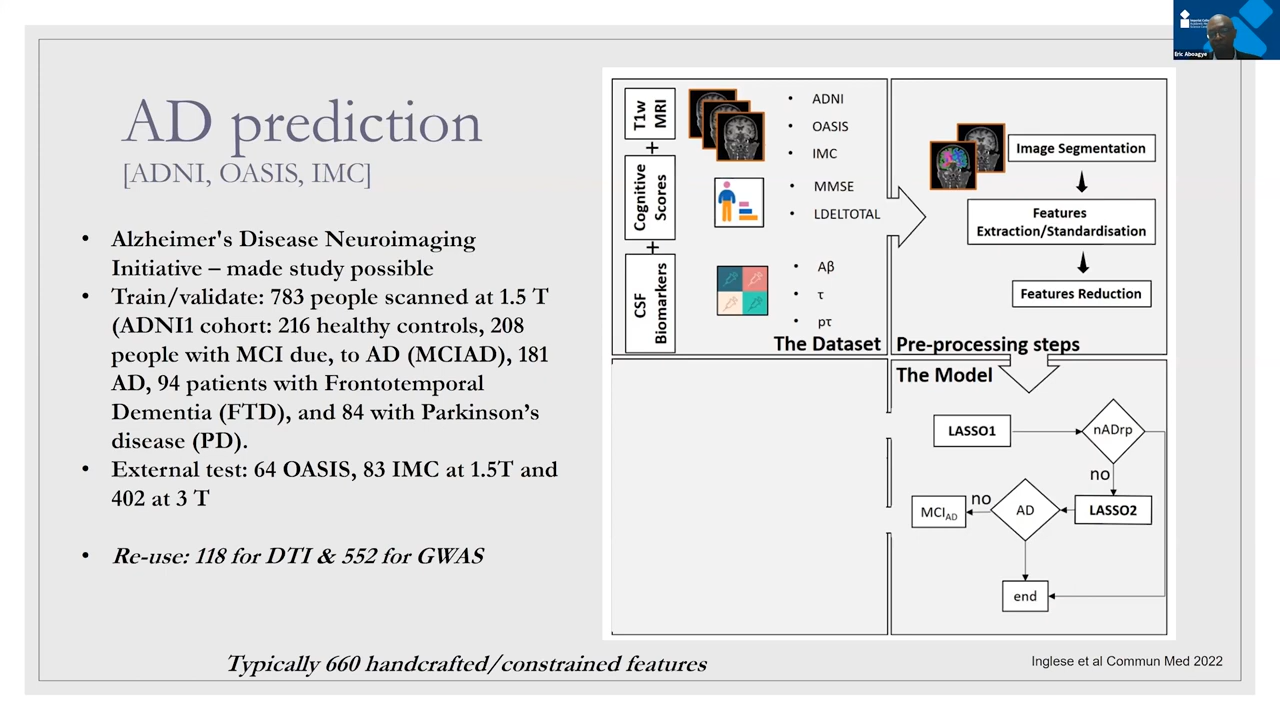 AD prediction
[ADNI, OASIS, IMC]
• Alzheimer's Disease Neuroimaging
Initiative – made study possible
• Train/validate: 783 people scanned at 1.5 T
(ADNI1 cohort: 216 healthy controls, 208
people with MCI due, to AD (MCIAD), 181
AD, 94 patients with Frontotemporal
Dementia (FTD), and 84 with Parkinson's
disease (PD).
• External test: 64 OASIS, 83 IMC at 1.5T and
402 at 3 T
• Re-use: 118 for DTI & 552 for GWAS
Typically 660 handcrafted/constrained features
T1w
MRI
+
Cognitive
Scores
+
CSF
Biomarkers
• ADNI
• OASIS
• IMC
• MMSE
• LDELTOTAL
• Aβ
• τ
• pτ
The Dataset
Image Segmentation
Features
Extraction/Standardisation
Features Reduction
Pre-processing steps
The Model
LASSO1
nADrp
no
LASSO2
AD
no
MCIAD
end
Inglese et al Commun Med 2022
Eric Aboagye